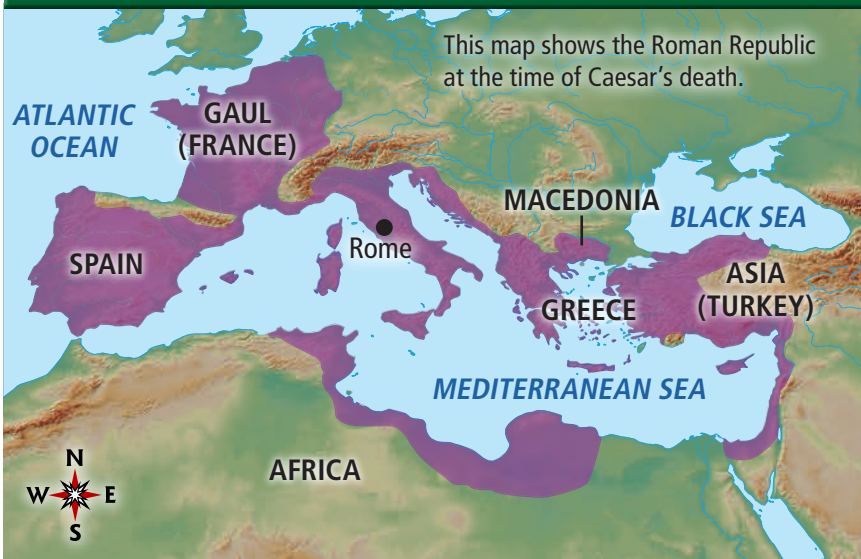 This map shows the Roman Republic
at the time of Caesar's death.
ATLANTIC
OCEAN
GAUL
(FRANCE)
MACEDONIA
BLACK SEA
Rome
SPAIN
ASIA
(TURKEY)
GREECE
MEDITERRANEAN SEA
AFRICA
N
W E
S